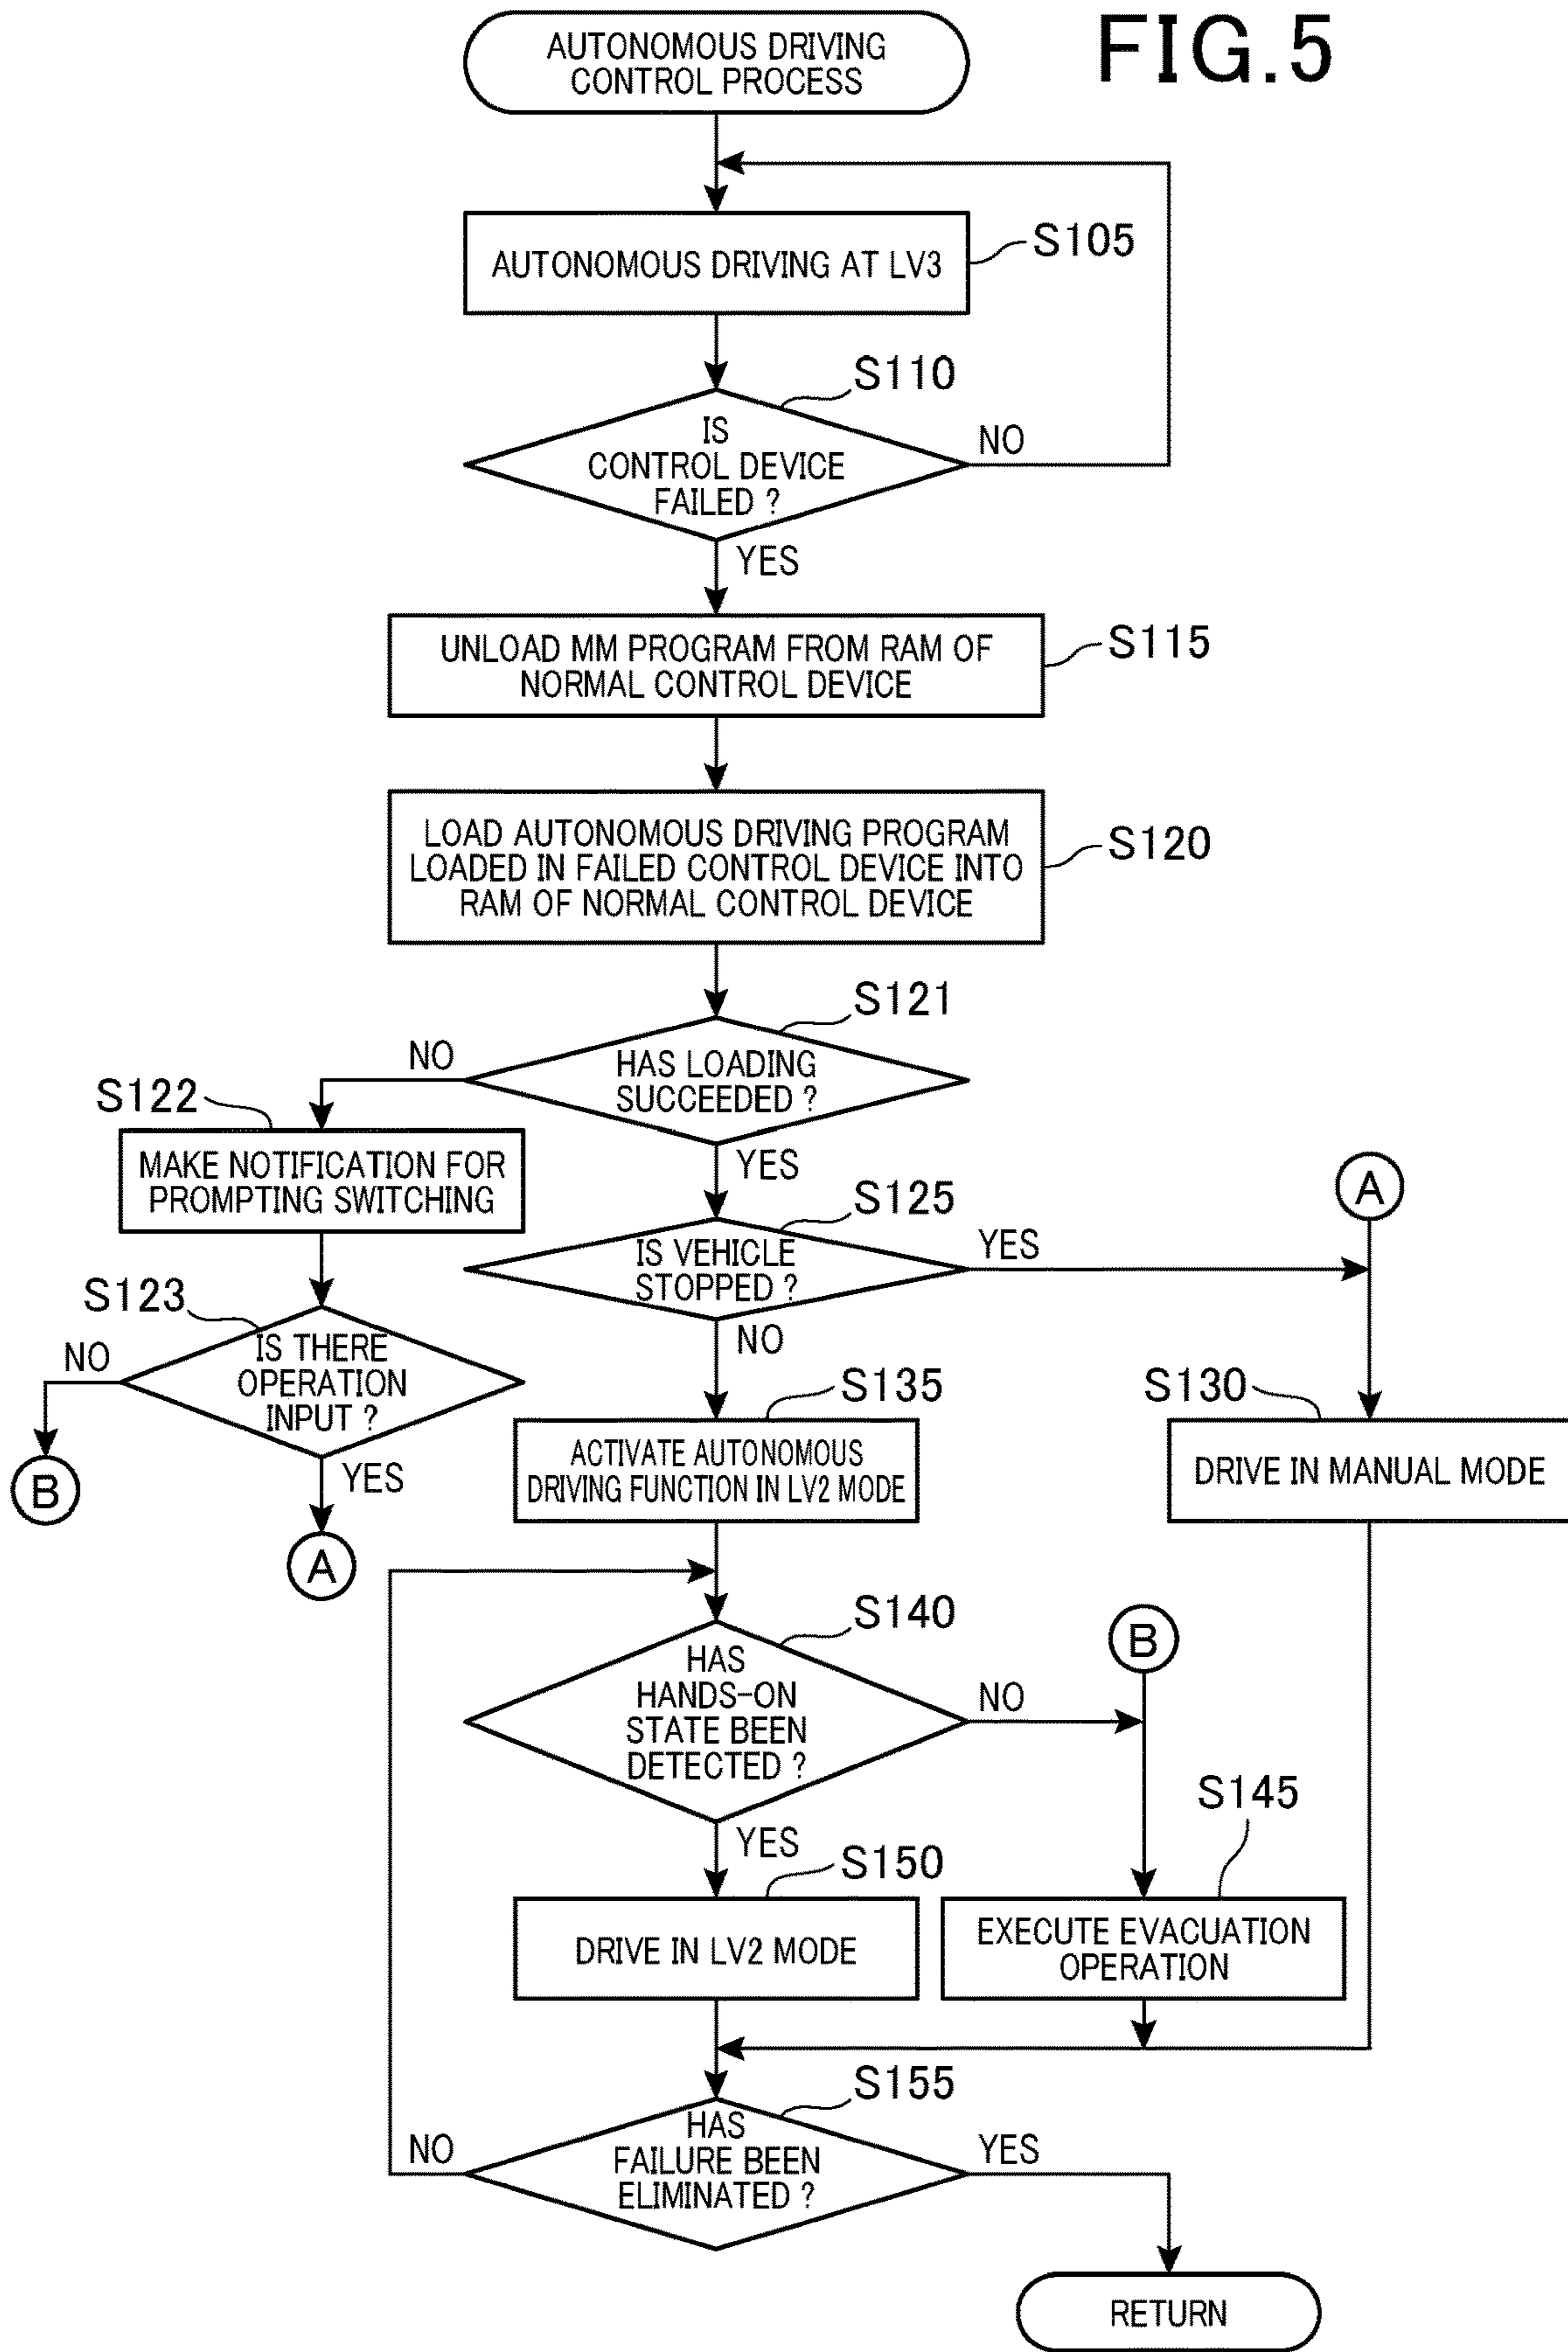 FIG.5
AUTONOMOUS DRIVING
CONTROL PROCESS
AUTONOMOUS DRIVING AT LV3
S105
S110
IS
CONTROL DEVICE
FAILED ?
NO
YES
UNLOAD MM PROGRAM FROM RAM OF
NORMAL CONTROL DEVICE
S115
LOAD AUTONOMOUS DRIVING PROGRAM
LOADED IN FAILED CONTROL DEVICE INTO
RAM OF NORMAL CONTROL DEVICE
S120
S121
HAS LOADING
SUCCEEDED ?
NO
YES
S122
MAKE NOTIFICATION FOR
PROMPTING SWITCHING
S123
IS THERE
OPERATION
INPUT ?
NO
B
YES
A
S125
IS VEHICLE
STOPPED ?
YES
NO
A
S130
DRIVE IN MANUAL MODE
S135
ACTIVATE AUTONOMOUS
DRIVING FUNCTION IN LV2 MODE
S140
HAS
HANDS-ON
STATE BEEN
DETECTED ?
NO
YES
B
S145
EXECUTE EVACUATION
OPERATION
S150
DRIVE IN LV2 MODE
S155
HAS
FAILURE BEEN
ELIMINATED ?
NO
YES
RETURN